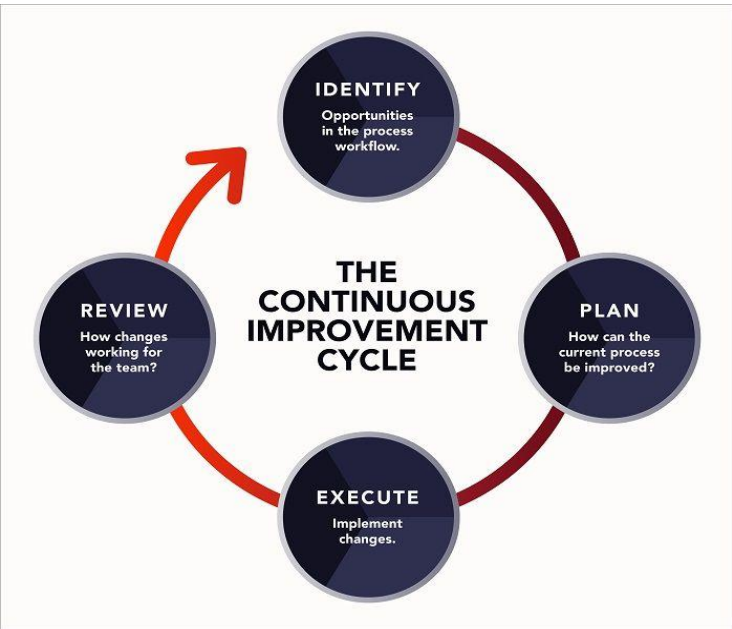 IDENTIFY
Opportunities
in the process
workflow.
THE
CONTINUOUS
IMPROVEMENT
CYCLE
REVIEW
How changes
working for
the team?
PLAN
How can the
current process
be improved?
EXECUTE
Implement
changes.